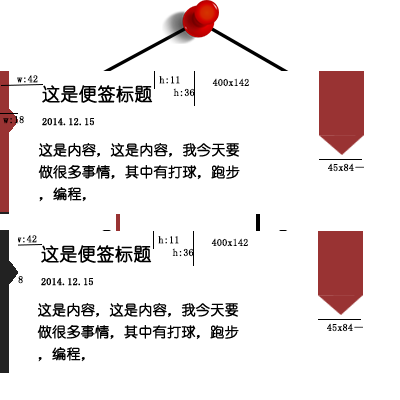 w:42
h:11
400x142
这是便签标题
h:36
w:18
2014.12.15
这是内容，这是内容，我今天要
做很多事情，其中有打球，跑步
，编程，
45x84
w:42
h:11
400x142
这是便签标题
h:36
8
2014.12.15
这是内容，这是内容，我今天要
做很多事情，其中有打球，跑步
，编程，
45x84